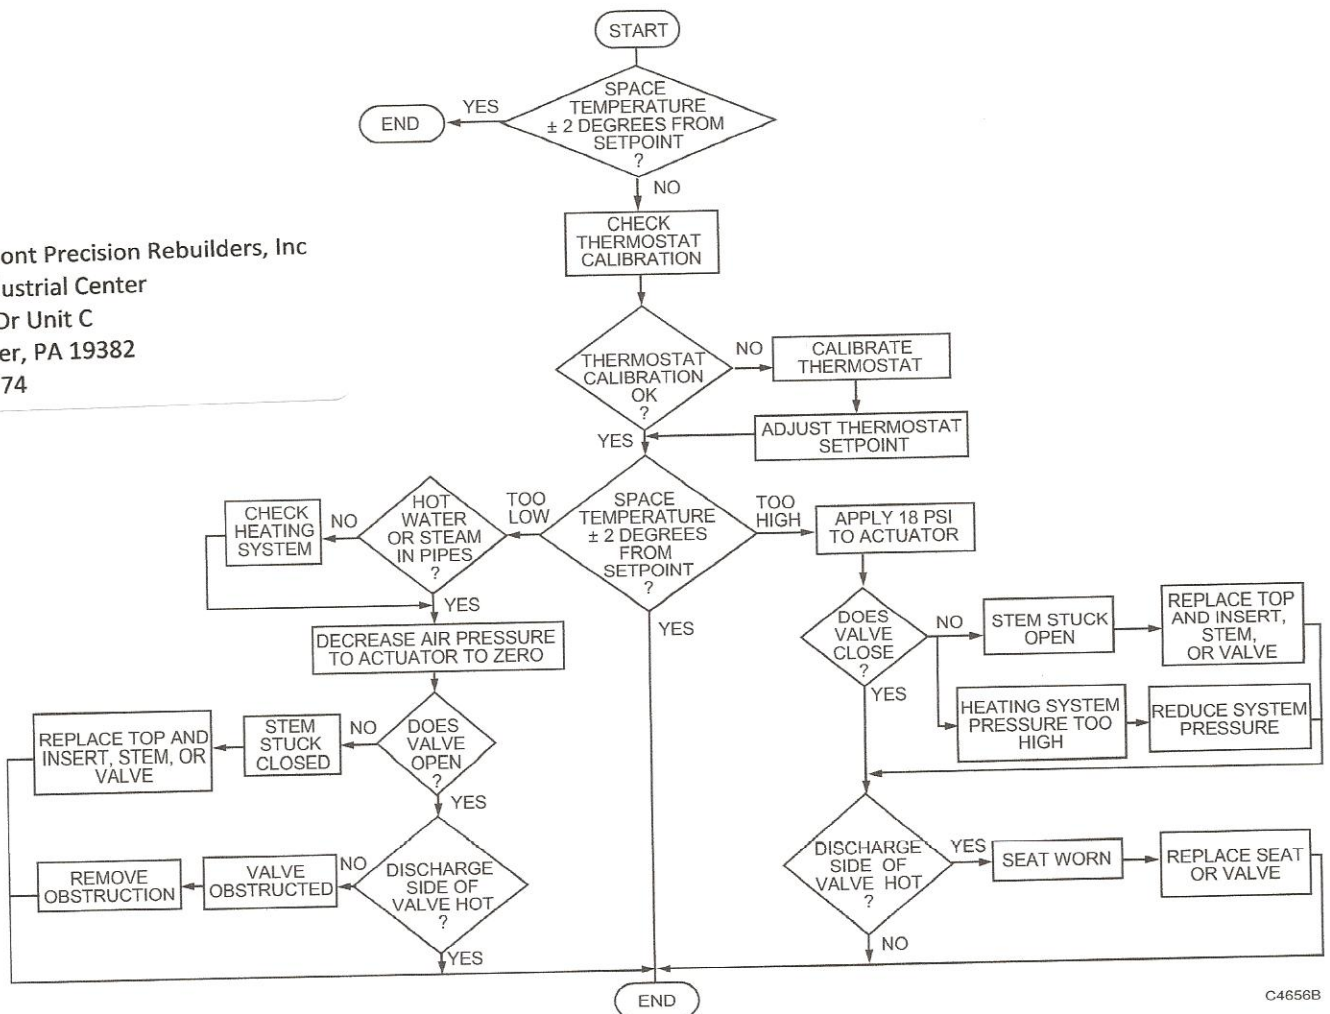 START
SPACE
TEMPERATURE
± 2 DEGREES FROM
SETPOINT
?
YES
END
NO
CHECK
THERMOSTAT
CALIBRATION
ont Precision Rebuilders, Inc
ustrial Center
Dr Unit C
er, PA 19382
74
THERMOSTAT
CALIBRATION
OK
?
NO
CALIBRATE
THERMOSTAT
ADJUST THERMOSTAT
SETPOINT
YES
SPACE
TEMPERATURE
± 2 DEGREES
FROM
SETPOINT
?
TOO
LOW
HOT
WATER
OR STEAM
IN PIPES
?
NO
CHECK
HEATING
SYSTEM
YES
DECREASE AIR PRESSURE
TO ACTUATOR TO ZERO
DOES
VALVE
OPEN
?
NO
STEM
STUCK
CLOSED
REPLACE TOP AND
INSERT, STEM, OR
VALVE
YES
DISCHARGE
SIDE OF
VALVE HOT
?
NO
VALVE
OBSTRUCTED
REMOVE
OBSTRUCTION
YES
YES
TOO
HIGH
APPLY 18 PSI
TO ACTUATOR
DOES
VALVE
CLOSE
?
NO
STEM STUCK
OPEN
REPLACE TOP
AND INSERT,
STEM,
OR VALVE
HEATING SYSTEM
PRESSURE TOO
HIGH
REDUCE SYSTEM
PRESSURE
YES
DISCHARGE
SIDE OF
VALVE HOT
?
YES
SEAT WORN
REPLACE SEAT
OR VALVE
NO
END
C4656B